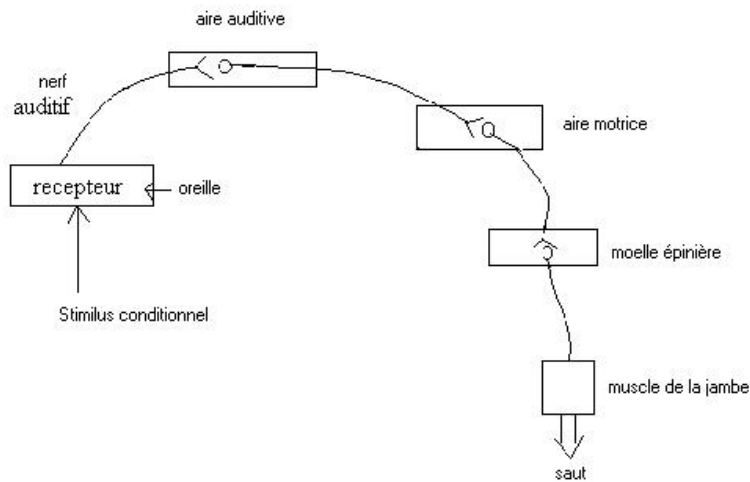 aire auditive
nerf
auditif
aire motrice
recepteur
oreille
moelle épinière
Stimilus conditionnel
muscle de la jambe
saut